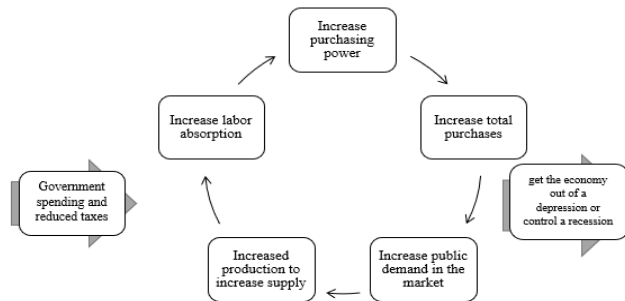 Increase
purchasing
power
Increase labor
absorption
Increase total
purchases
Government
spending and
reduced taxes
get the economy
out of a
depression or
control a recession
Increased
production to
increase supply
Increase public
demand in the
market